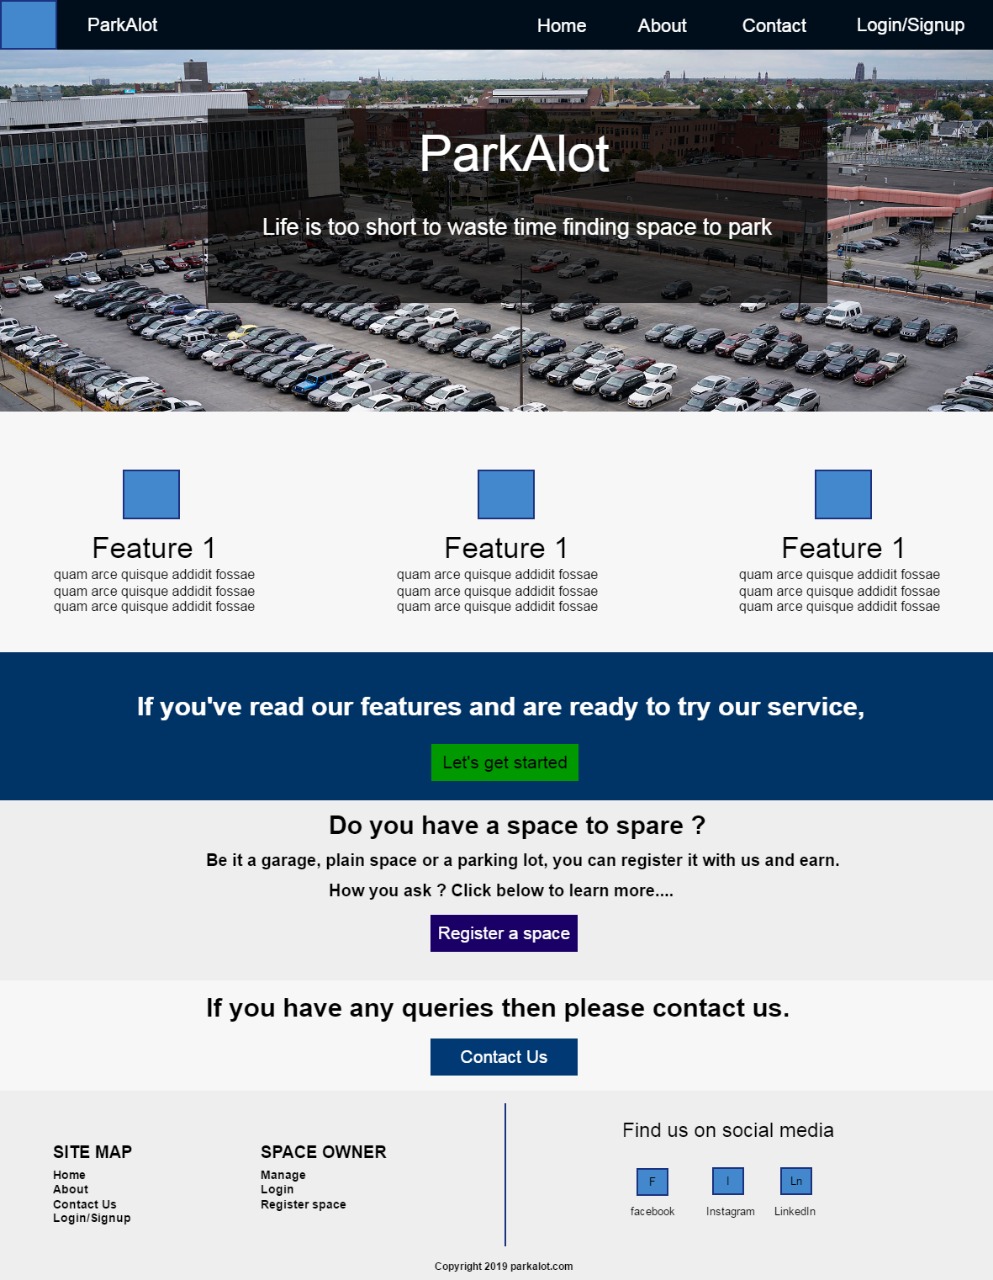 ParkAlot Home About Contact Login/Signup
ParkAlot
Life is too short to waste time finding space to park
Feature 1 Feature 1 Feature 1
quam arce quisque addidit fossae quam arce quisque addidit fossae quam arce quisque addidit fossae
quam arce quisque addidit fossae quam arce quisque addidit fossae quam arce quisque addidit fossae
quam arce quisque addidit fossae quam arce quisque addidit fossae quam arce quisque addidit fossae
If you've read our features and are ready to try our service,
Let's get started
Do you have a space to spare ?
Be it a garage, plain space or a parking lot, you can register it with us and earn.
How you ask ? Click below to learn more....
Register a space
If you have any queries then please contact us.
Contact Us
SITE MAP
Home
About
Contact Us
Login/Signup
SPACE OWNER
Manage
Login
Register space
Find us on social media
F I Ln
facebook Instagram LinkedIn
Copyright 2019 parkalot.com